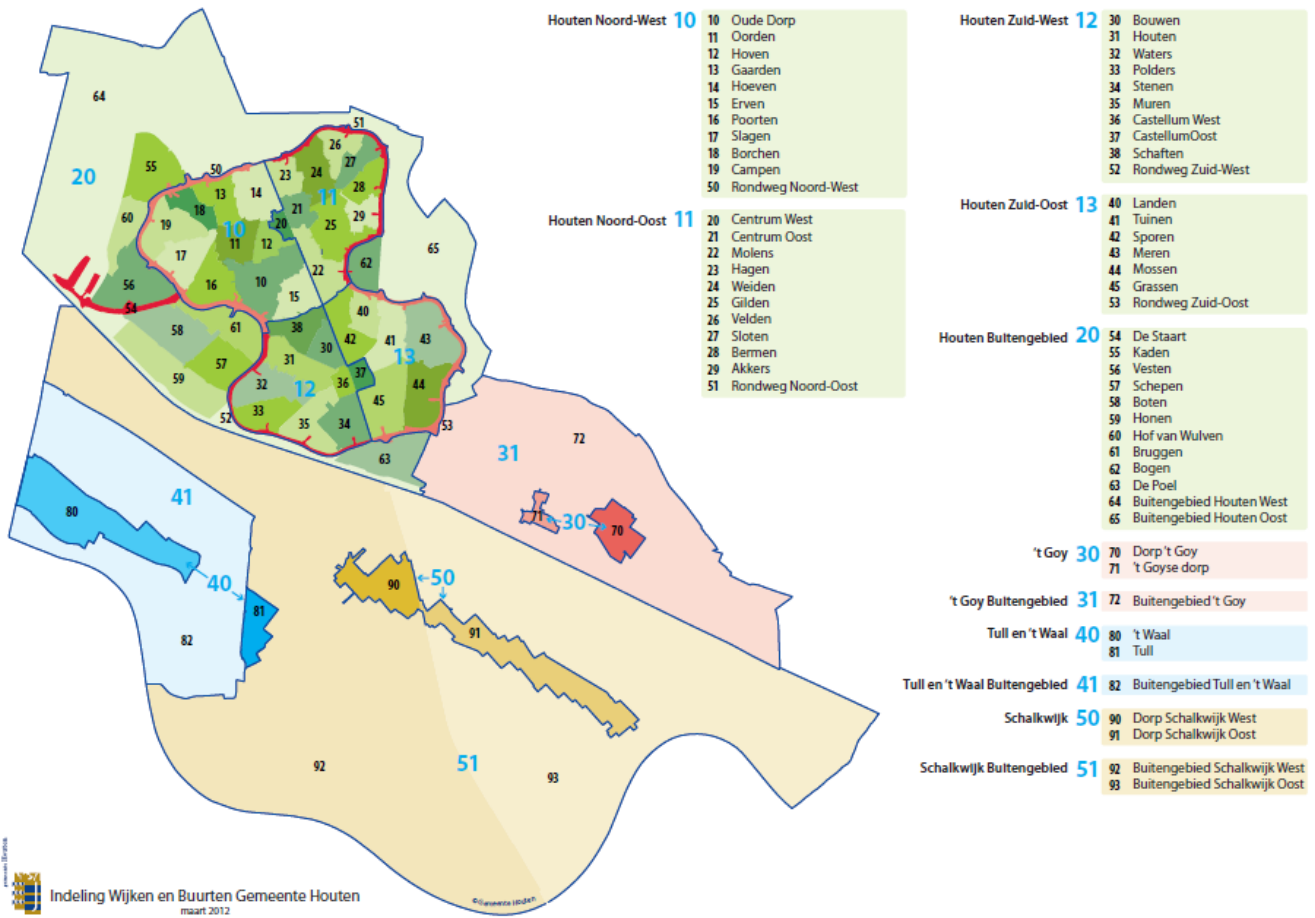 Houten Noord-West 10
10 Oude Dorp
11 Oorden
12 Hoven
13 Gaarden
14 Hoeven
15 Erven
16 Poorten
17 Slagen
18 Borchen
19 Campen
50 Rondweg Noord-West
Houten Noord-Oost 11
20 Centrum West
21 Centrum Oost
22 Molens
23 Hagen
24 Weiden
25 Gilden
26 Velden
27 Sloten
28 Bermen
29 Akkers
51 Rondweg Noord-Oost
Houten Zuid-West 12
30 Bouwen
31 Houten
32 Waters
33 Polders
34 Stenen
35 Muren
36 Castellum West
37 CastellumOost
38 Schaften
52 Rondweg Zuid-West
Houten Zuid-Oost 13
40 Landen
41 Tuinen
42 Sporen
43 Meren
44 Mossen
45 Grassen
53 Rondweg Zuid-Oost
Houten Buitengebied 20
54 De Staart
55 Kaden
56 Vesten
57 Schepen
58 Boten
59 Honen
60 Hof van Wulven
61 Bruggen
62 Bogen
63 De Poel
64 Buitengebied Houten West
65 Buitengebied Houten Oost
't Goy 30
70 Dorp 't Goy
71 't Goyse dorp
't Goy Buitengebied 31
72 Buitengebied 't Goy
Tull en 't Waal 40
80 't Waal
81 Tull
Tull en 't Waal Buitengebied 41
82 Buitengebied Tull en 't Waal
Schalkwijk 50
90 Dorp Schalkwijk West
91 Dorp Schalkwijk Oost
Schalkwijk Buitengebied 51
92 Buitengebied Schalkwijk West
93 Buitengebied Schalkwijk Oost
64
51
26
27
55
50
23
24
20
13
14
28
11
18
21
29
60
19
20
25
10
11
12
65
17
22
62
56
16
10
15
54
40
58
61
38
42
41
43
30
13
31
57
37
59
32
12
36
44
45
33
52
35
34
53
63
72
31
41
80
71
30
70
40
90
50
81
91
82
92
51
93
©Gemeente Houten
Indeling Wijken en Buurten Gemeente Houten
maart 2012